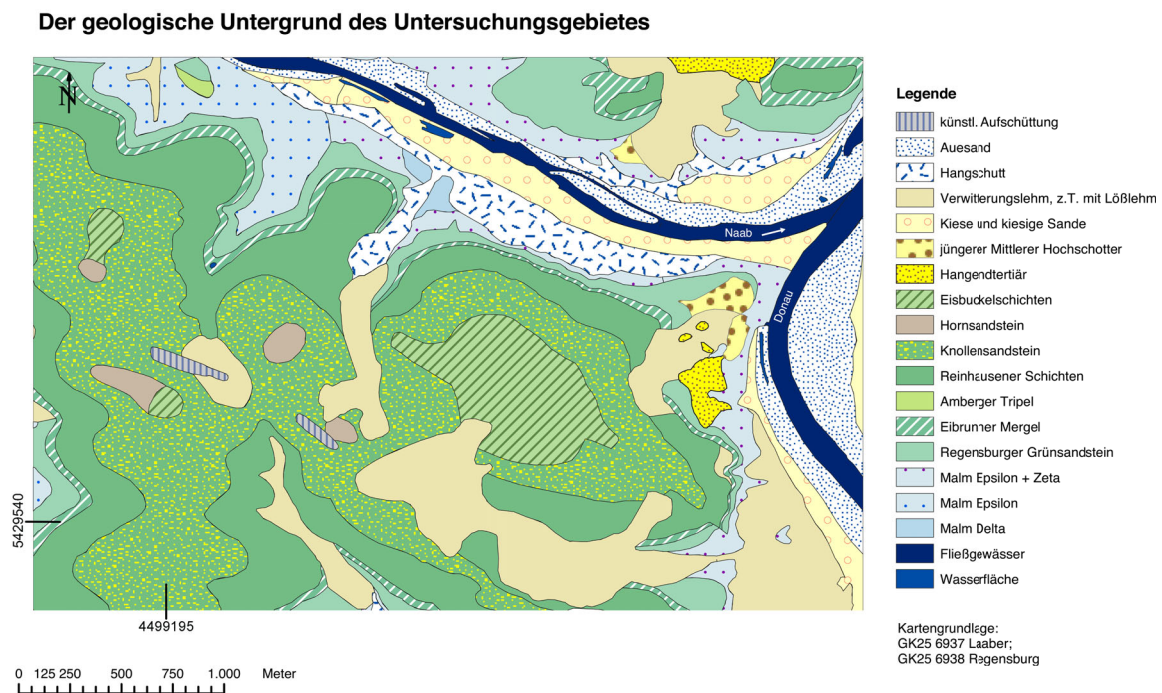 Der geologische Untergrund des Untersuchungsgebietes
N
Naab
Donau
5429540
4499195
0 125 250 500 750 1.000 Meter
Legende
künstl. Aufschüttung
Auesand
Hangschutt
Verwitterungslehm, z.T. mit Lößlehm
Kiese und kiesige Sande
jüngerer Mittlerer Hochschotter
Hangendtertiär
Eisbuckelschichten
Hornsandstein
Knollensandstein
Reinhausener Schichten
Amberger Tripel
Eibrunner Mergel
Regensburger Grünsandstein
Malm Epsilon + Zeta
Malm Epsilon
Malm Delta
Fließgewässer
Wasserfläche
Kartengrundlage:
GK25 6937 Laaber;
GK25 6938 Regensburg